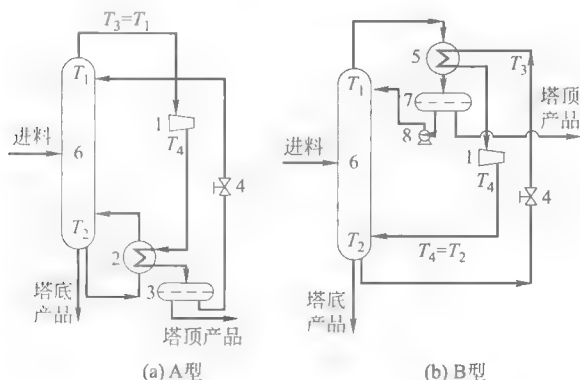 T₃=T₁
T₁
1
T₄
进料
6
4
T₂
2
3
塔底
产品
塔顶产品
(a) A型
5
T₃
T₁
7
塔顶
产品
8
1
进料
6
T₄
4
T₂
T₄=T₂
塔底
产品
(b) B型